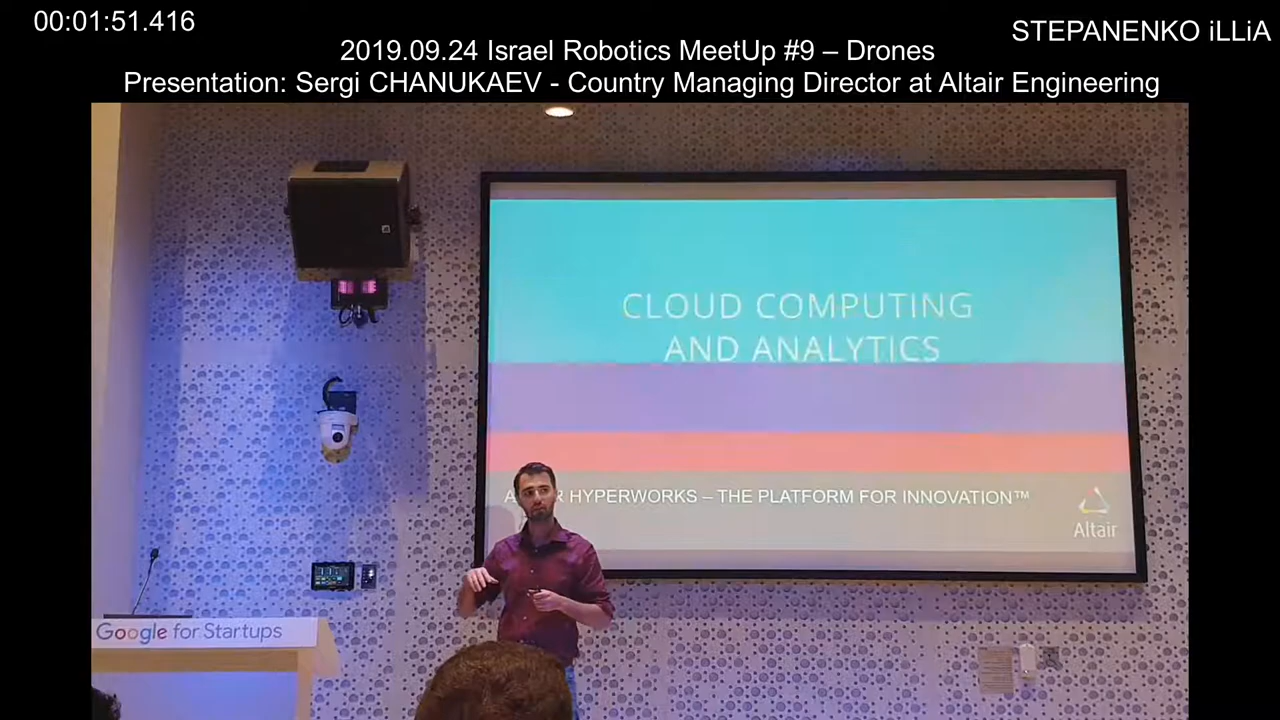 00:01:51.416
STEPANENKO iLLiA
2019.09.24 Israel Robotics MeetUp #9 – Drones
Presentation: Sergi CHANUKAEV - Country Managing Director at Altair Engineering
CLOUD COMPUTING
AND ANALYTICS
HYPERWORKS – THE PLATFORM FOR INNOVATION™
Altair
Google for Startups